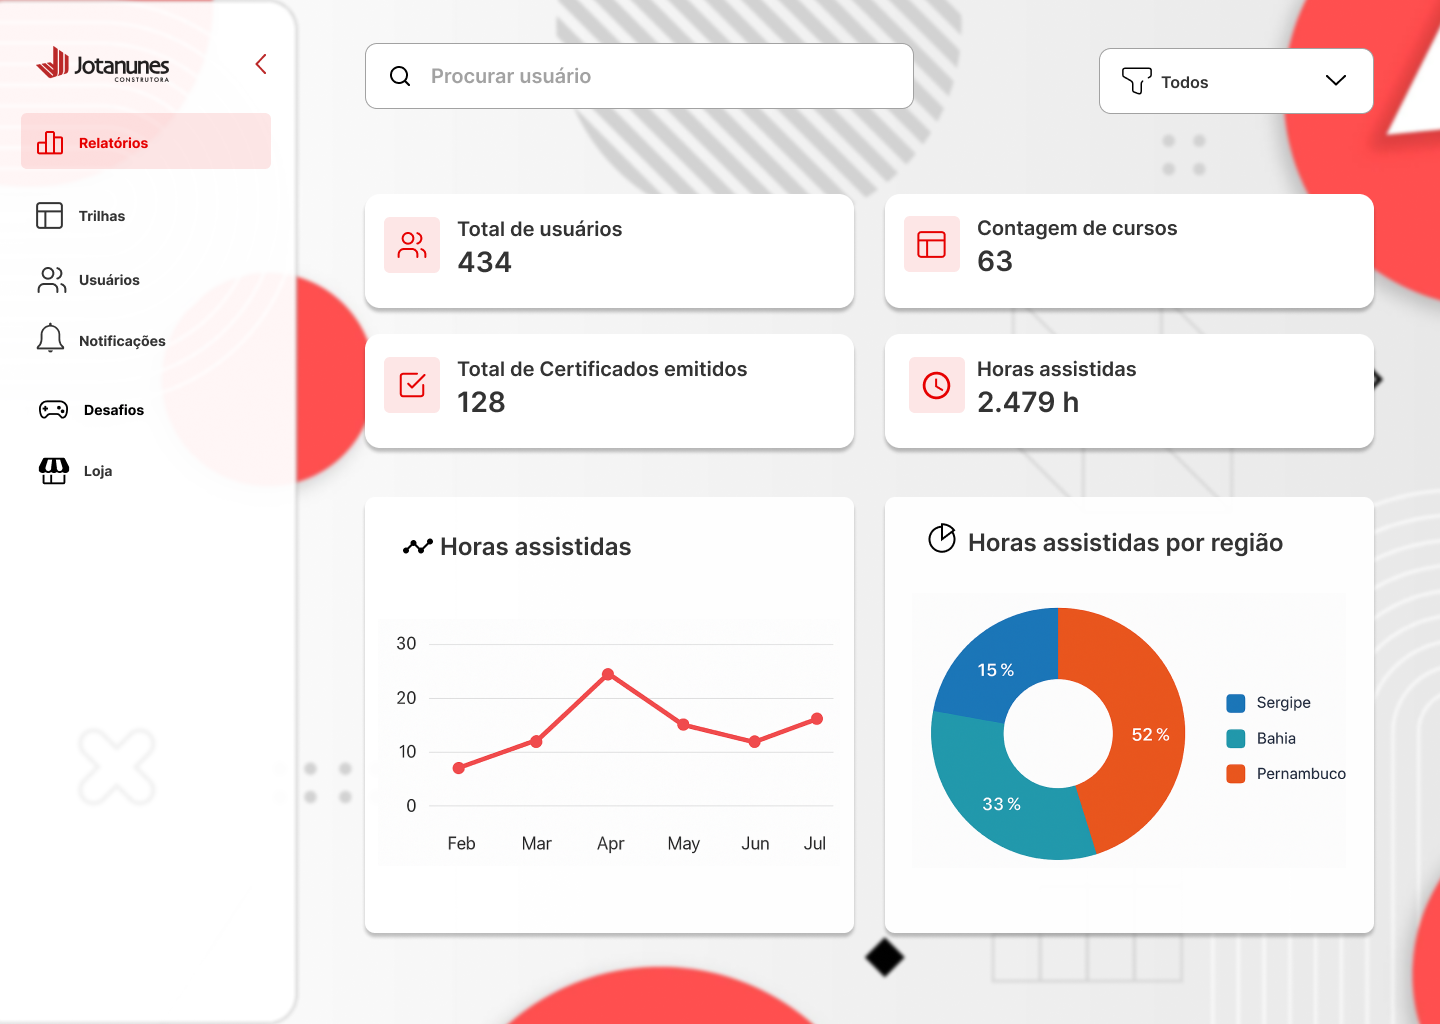 Jotanunes
CONSTRUTORA
Relatórios
Trilhas
Usuários
Notificações
Desafios
Loja
Procurar usuário
Todos
Total de usuários
434
Contagem de cursos
63
Total de Certificados emitidos
128
Horas assistidas
2.479 h
Horas assistidas
30
20
10
0
Feb Mar Apr May Jun Jul
Horas assistidas por região
15 %
52 %
33 %
Sergipe
Bahia
Pernambuco